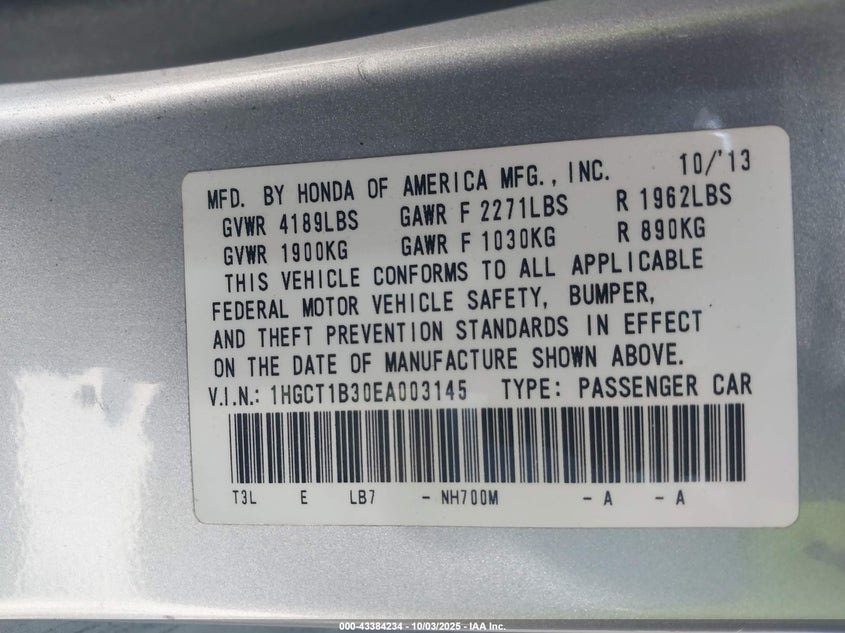 MFD. BY HONDA OF AMERICA MFG., INC. 10/'13
GVWR 4189LBS GAWR F 2271LBS R 1962LBS
GVWR 1900KG GAWR F 1030KG R 890KG
THIS VEHICLE CONFORMS TO ALL APPLICABLE
FEDERAL MOTOR VEHICLE SAFETY, BUMPER,
AND THEFT PREVENTION STANDARDS IN EFFECT
ON THE DATE OF MANUFACTURE SHOWN ABOVE.
V.I.N.: 1HGCT1B30EA003145 TYPE: PASSENGER CAR
T3L E LB7 - NH700M - A - A
000-43384234 - 10/03/2025 - IAA Inc.